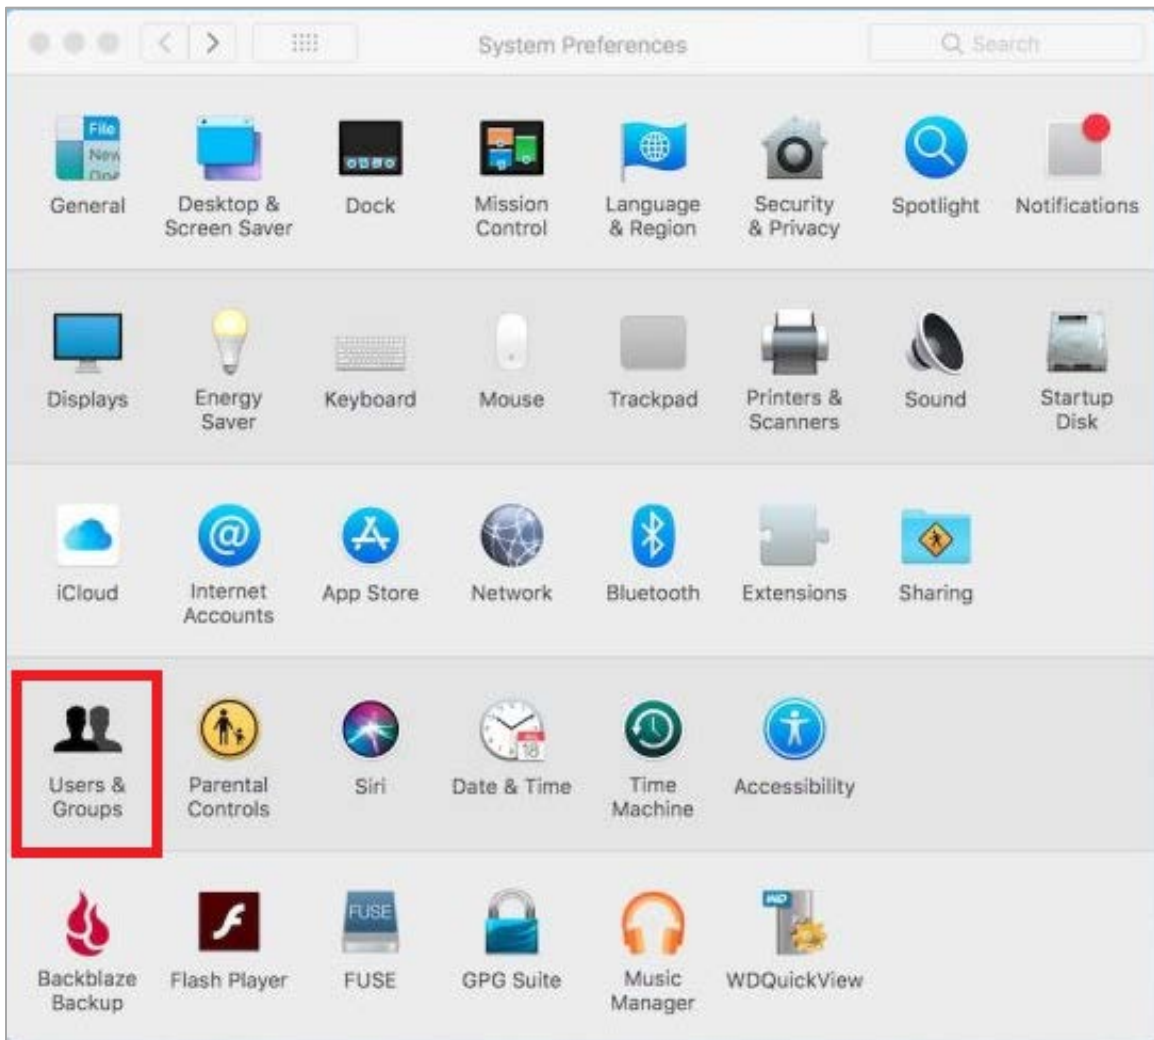 System Preferences
Search
File
New
General
Desktop &
Screen Saver
Dock
Mission
Control
Language
& Region
Security
& Privacy
Spotlight
Notifications
Displays
Energy
Saver
Keyboard
Mouse
Trackpad
Printers &
Scanners
Sound
Startup
Disk
iCloud
@
Internet
Accounts
App Store
Network
Bluetooth
Extensions
Sharing
Users &
Groups
Parental
Controls
Siri
18
Date & Time
Time
Machine
Accessibility
Backblaze
Backup
Flash Player
FUSE
FUSE
GPG Suite
Music
Manager
WD
WDQuickView